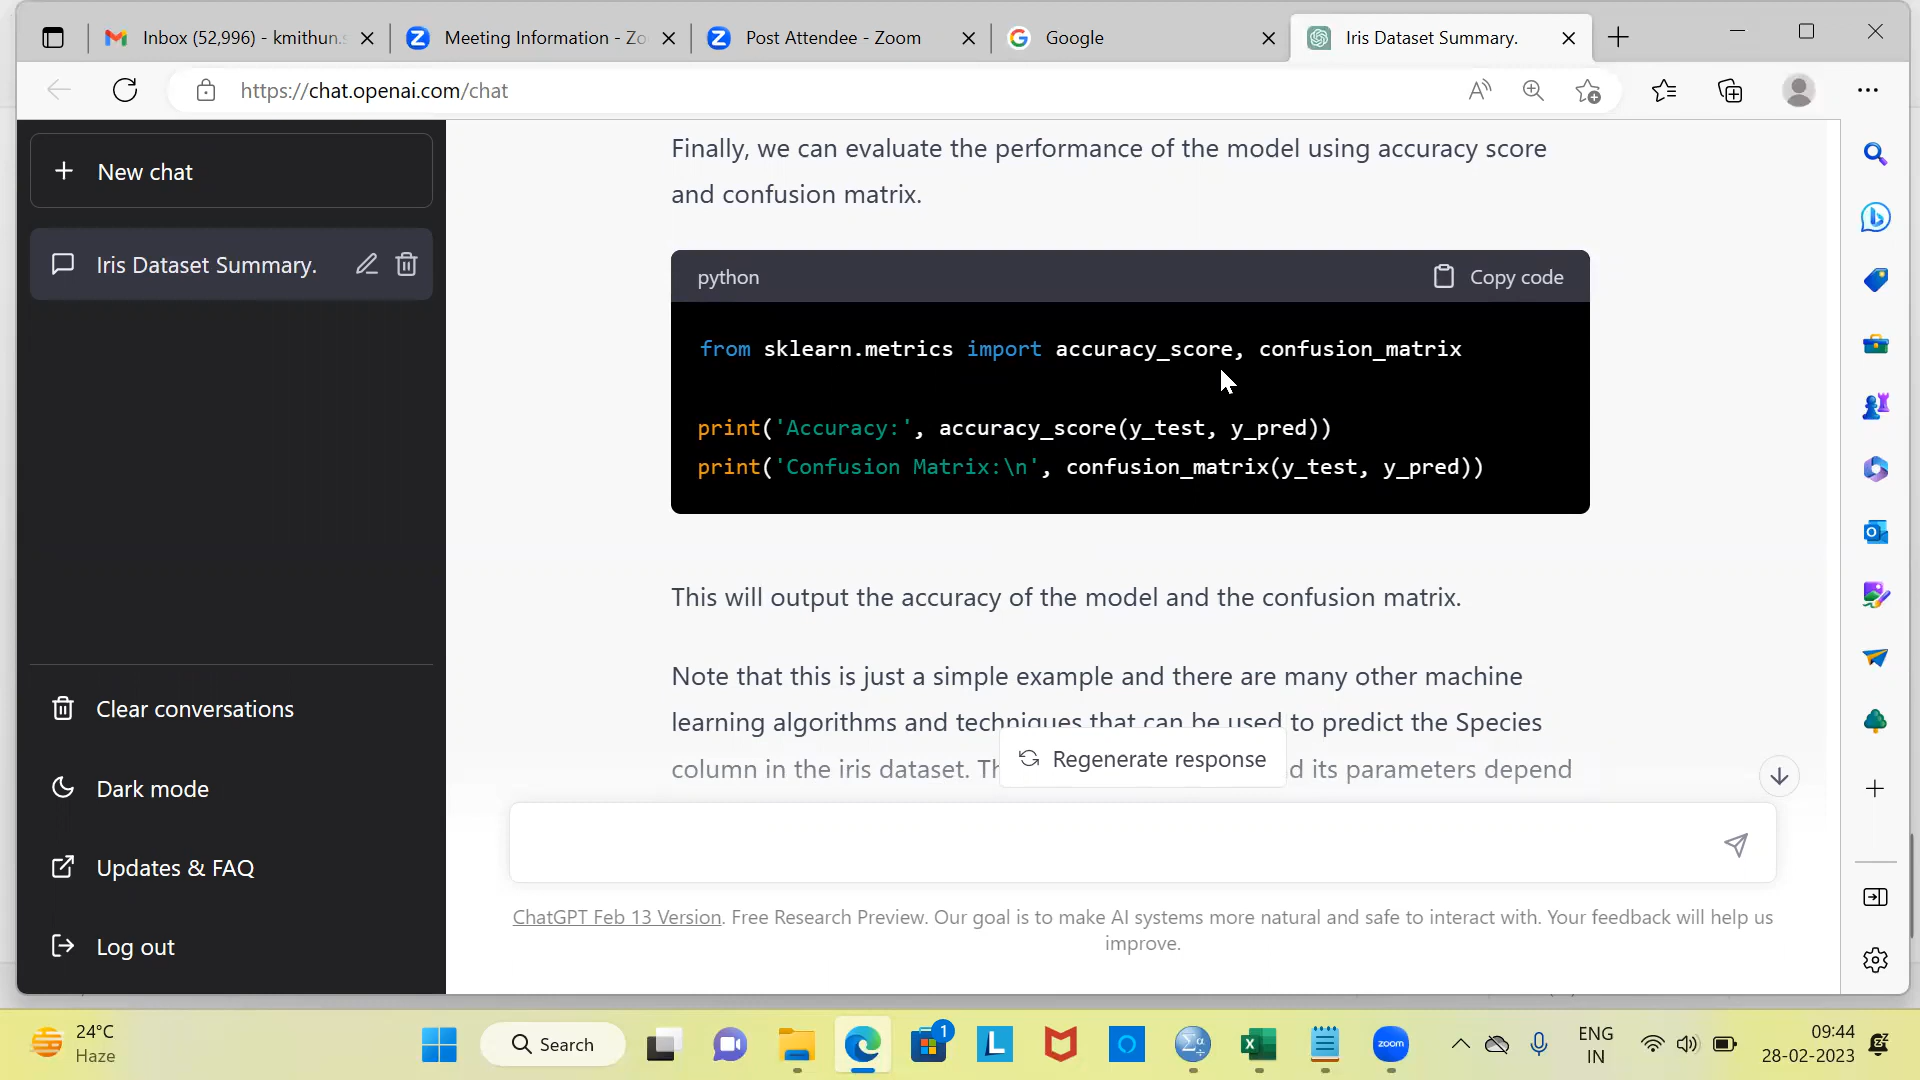 Inbox (52,996) - kmithun.s
Meeting Information - Zo
Post Attendee - Zoom
Google
Iris Dataset Summary.
https://chat.openai.com/chat
New chat
Iris Dataset Summary.
Clear conversations
Dark mode
Updates & FAQ
Log out
Finally, we can evaluate the performance of the model using accuracy score
and confusion matrix.
python
Copy code
from sklearn.metrics import accuracy_score, confusion_matrix
print('Accuracy:', accuracy_score(y_test, y_pred))
print('Confusion Matrix:\n', confusion_matrix(y_test, y_pred))
This will output the accuracy of the model and the confusion matrix.
Note that this is just a simple example and there are many other machine
learning algorithms and techniques that can be used to predict the Species
column in the iris dataset. Th d its parameters depend
Regenerate response
ChatGPT Feb 13 Version. Free Research Preview. Our goal is to make AI systems more natural and safe to interact with. Your feedback will help us
improve.
24°C
Haze
Search
1
L
zoom
ENG
IN
09:44
28-02-2023